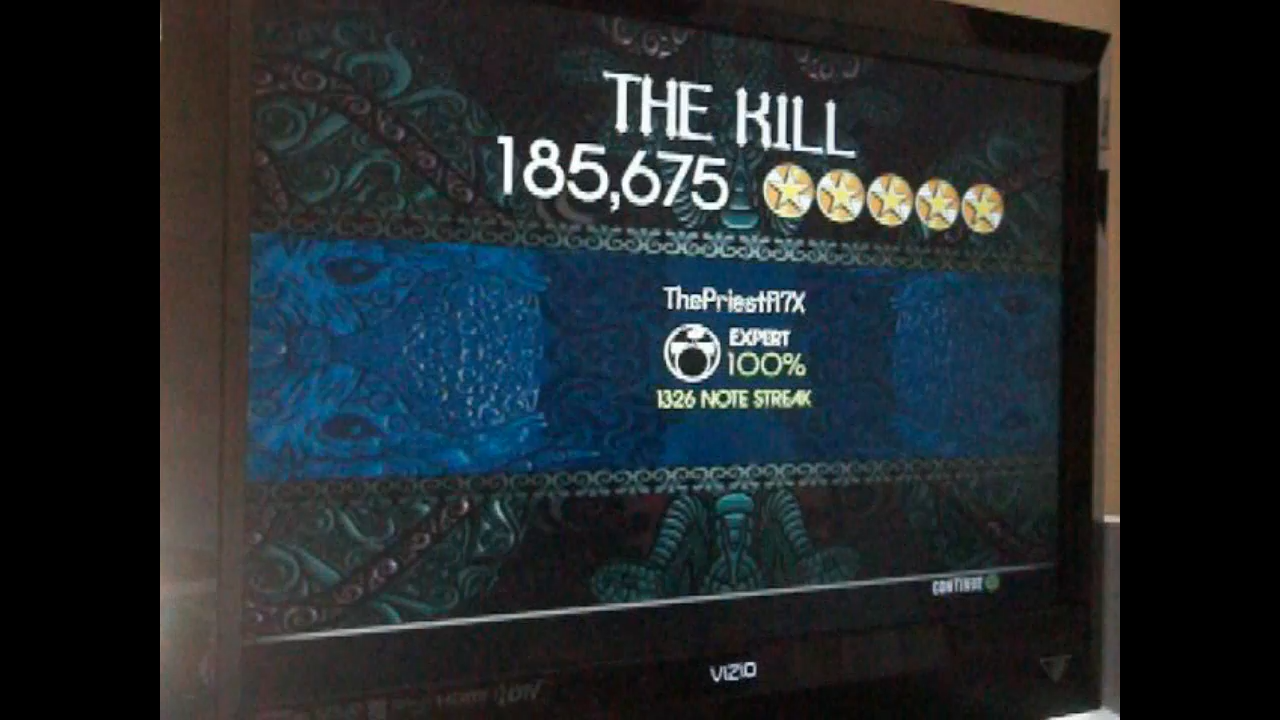 THE KILL
185,675
ThePriestA7X
EXPERT
100%
1326 NOTE STREAK
CONTINUE
VIZIO